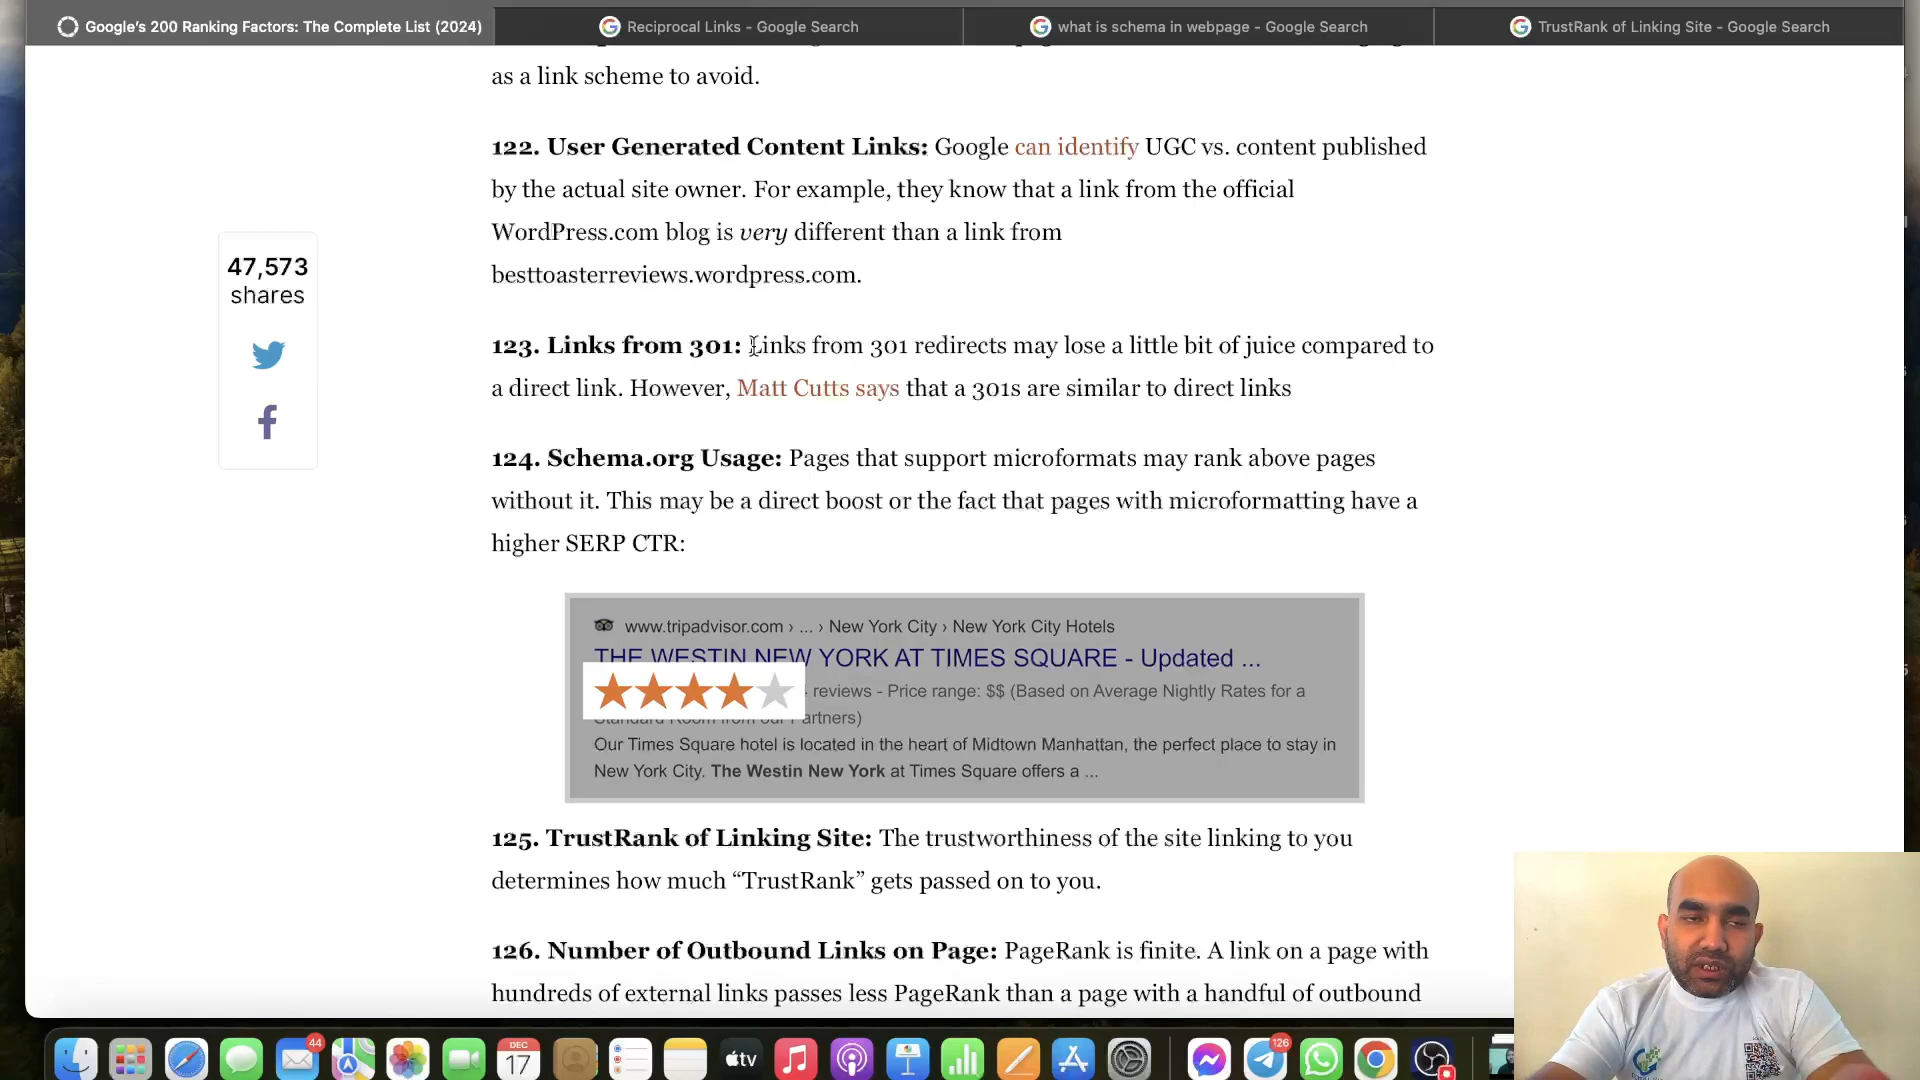 Google's 200 Ranking Factors: The Complete List (2024)
Reciprocal Links - Google Search
what is schema in webpage - Google Search
TrustRank of Linking Site - Google Search
as a link scheme to avoid.
122. User Generated Content Links: Google can identify UGC vs. content published
by the actual site owner. For example, they know that a link from the official
WordPress.com blog is very different than a link from
besttoasterreviews.wordpress.com.
47,573
shares
123. Links from 301: Links from 301 redirects may lose a little bit of juice compared to
a direct link. However, Matt Cutts says that a 301s are similar to direct links
124. Schema.org Usage: Pages that support microformats may rank above pages
without it. This may be a direct boost or the fact that pages with microformatting have a
higher SERP CTR:
www.tripadvisor.com › ... › New York City › New York City Hotels
THE WESTIN NEW YORK AT TIMES SQUARE - Updated ...
reviews - Price range: $$ (Based on Average Nightly Rates for a
Standard Room from our Partners)
Our Times Square hotel is located in the heart of Midtown Manhattan, the perfect place to stay in
New York City. The Westin New York at Times Square offers a ...
125. TrustRank of Linking Site: The trustworthiness of the site linking to you
determines how much “TrustRank” gets passed on to you.
126. Number of Outbound Links on Page: PageRank is finite. A link on a page with
hundreds of external links passes less PageRank than a page with a handful of outbound
44
DEC
17
tv
126